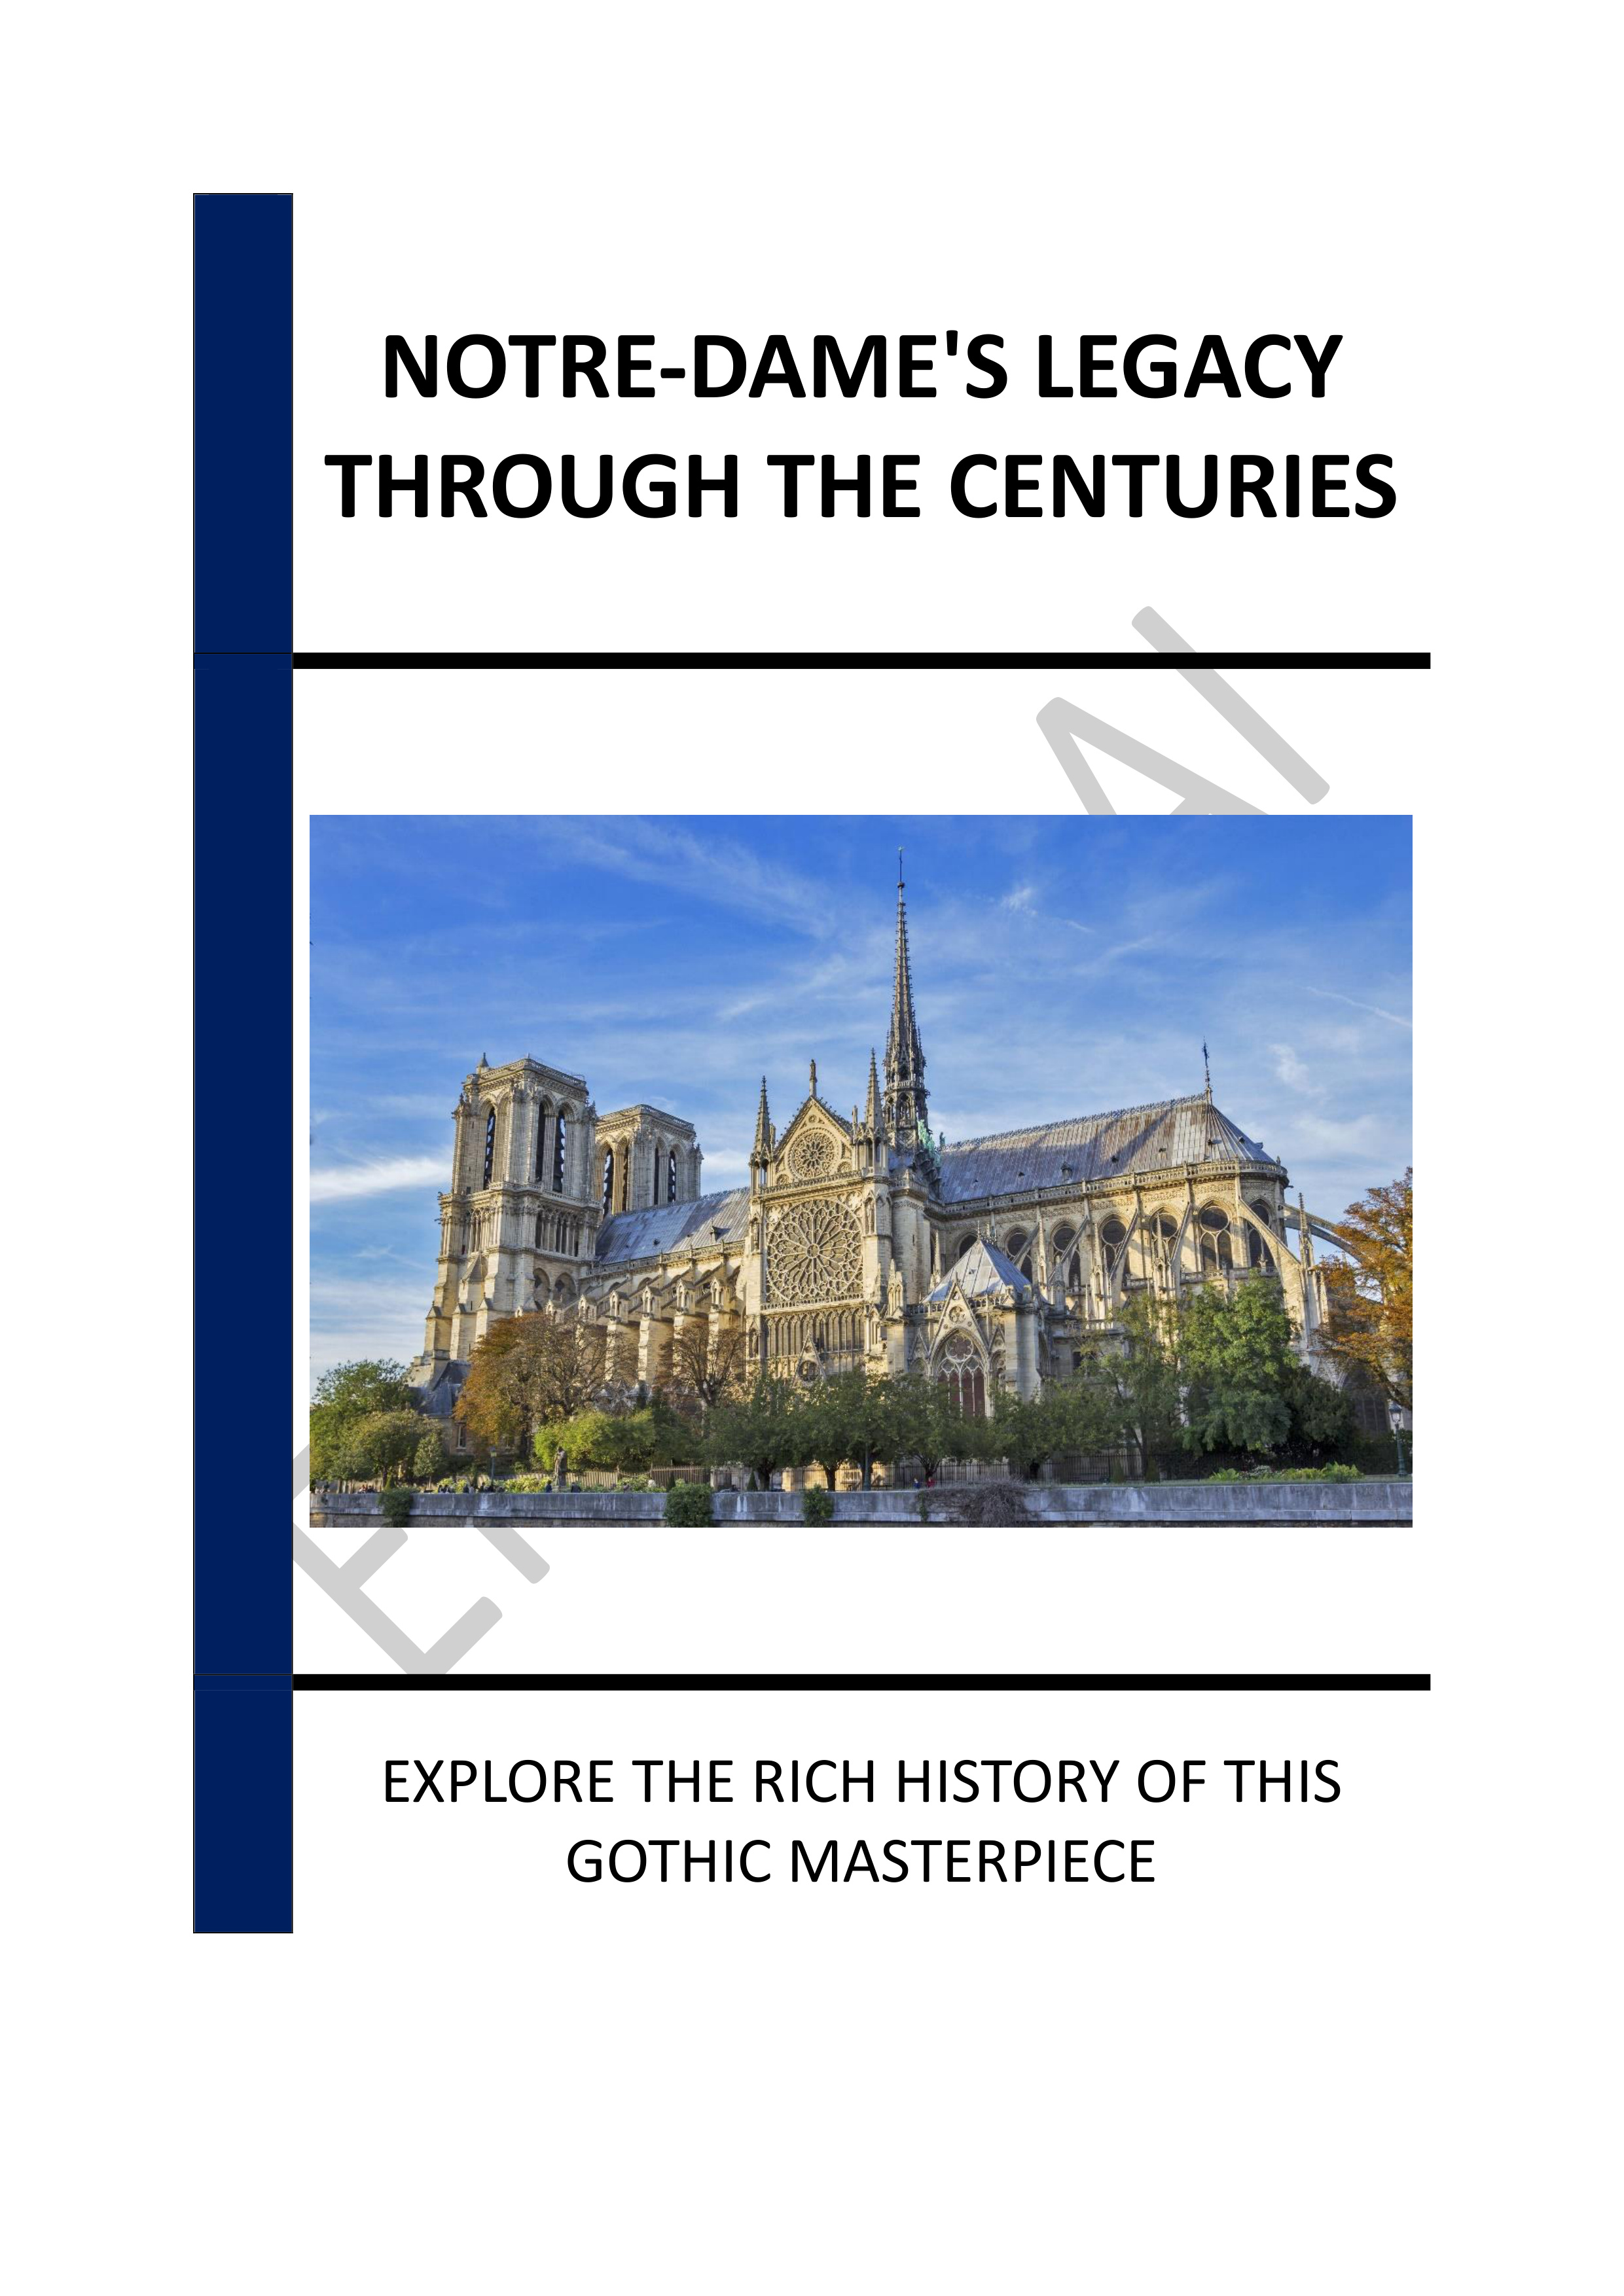 NOTRE-DAME'S LEGACY
THROUGH THE CENTURIES
EXPLORE THE RICH HISTORY OF THIS
GOTHIC MASTERPIECE